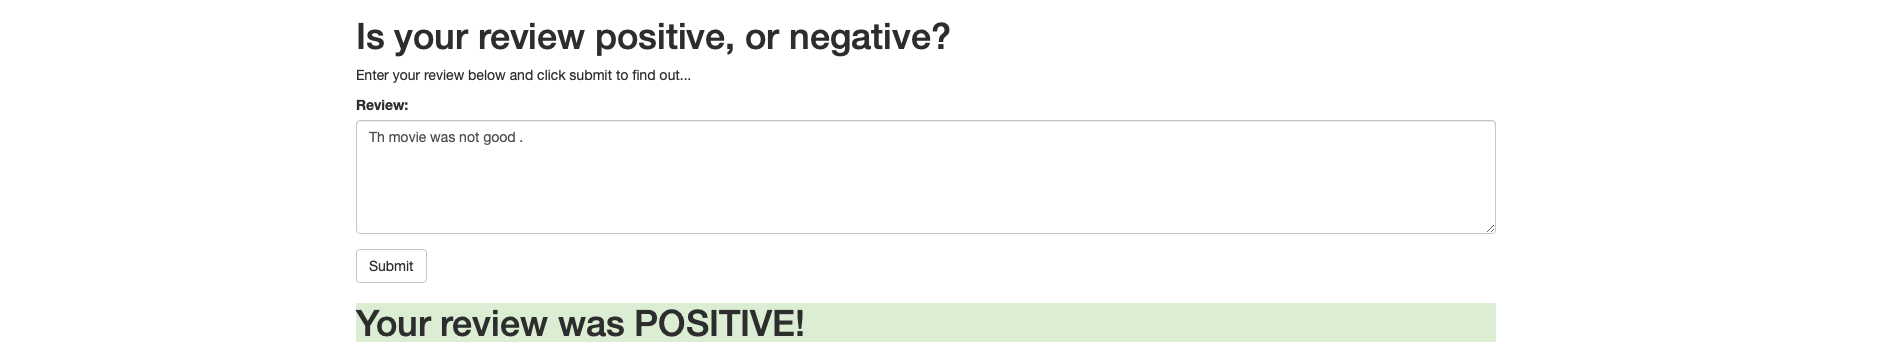 Is your review positive, or negative?
Enter your review below and click submit to find out...
Review:
Th movie was not good .
Submit
Your review was POSITIVE!